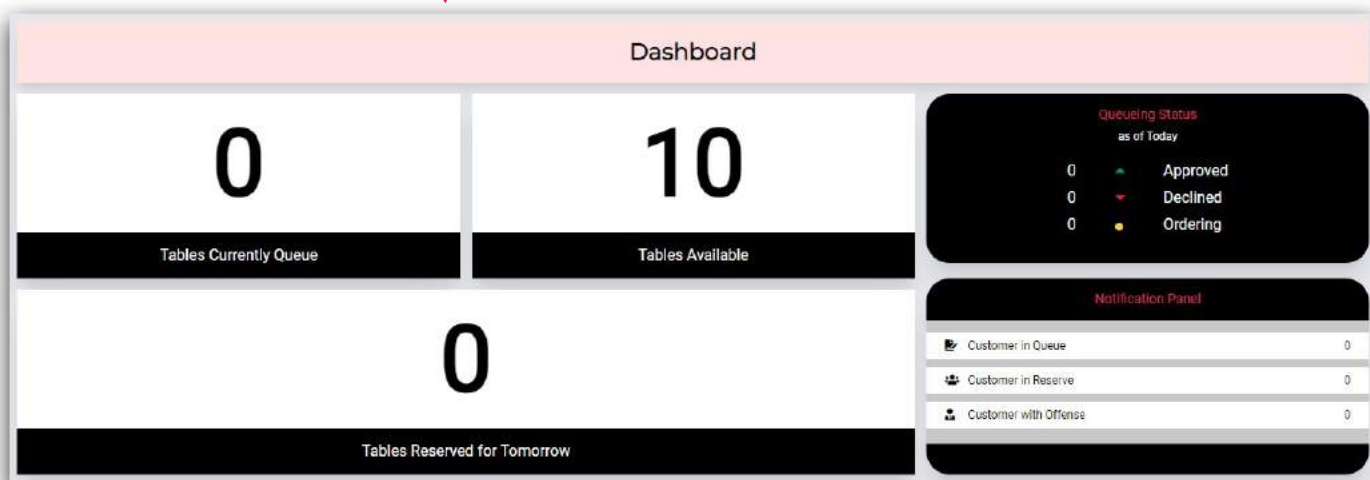 Dashboard
0
Tables Currently Queue
10
Tables Available
0
Tables Reserved for Tomorrow
Queueing Status
as of Today
0 Approved
0 Declined
0 Ordering
Notification Panel
Customer in Queue 0
Customer in Reserve 0
Customer with Offense 0